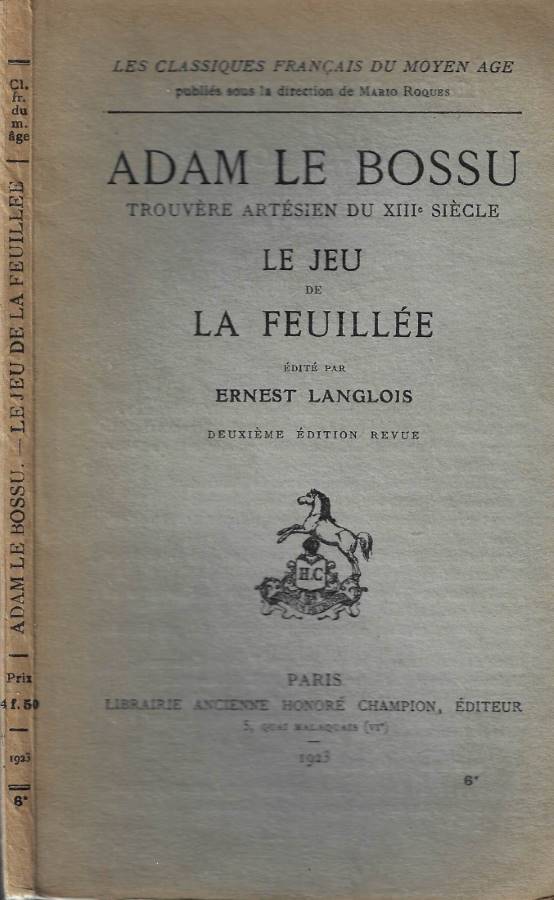 Cl.
fr.
du
m.
âge
ADAM LE BOSSU. — LE JEU DE LA FEUILLÉE
Prix
4 f. 50
1923
6*
LES CLASSIQUES FRANÇAIS DU MOYEN AGE
publiés sous la direction de MARIO ROQUES
ADAM LE BOSSU
TROUVÈRE ARTÉSIEN DU XIIIe SIÈCLE
LE JEU
DE
LA FEUILLÉE
ÉDITÉ PAR
ERNEST LANGLOIS
DEUXIÈME ÉDITION REVUE
H.C
PARIS
LIBRAIRIE ANCIENNE HONORÉ CHAMPION, ÉDITEUR
5, QUAI MALAQUAIS (VIe)
1923
6*